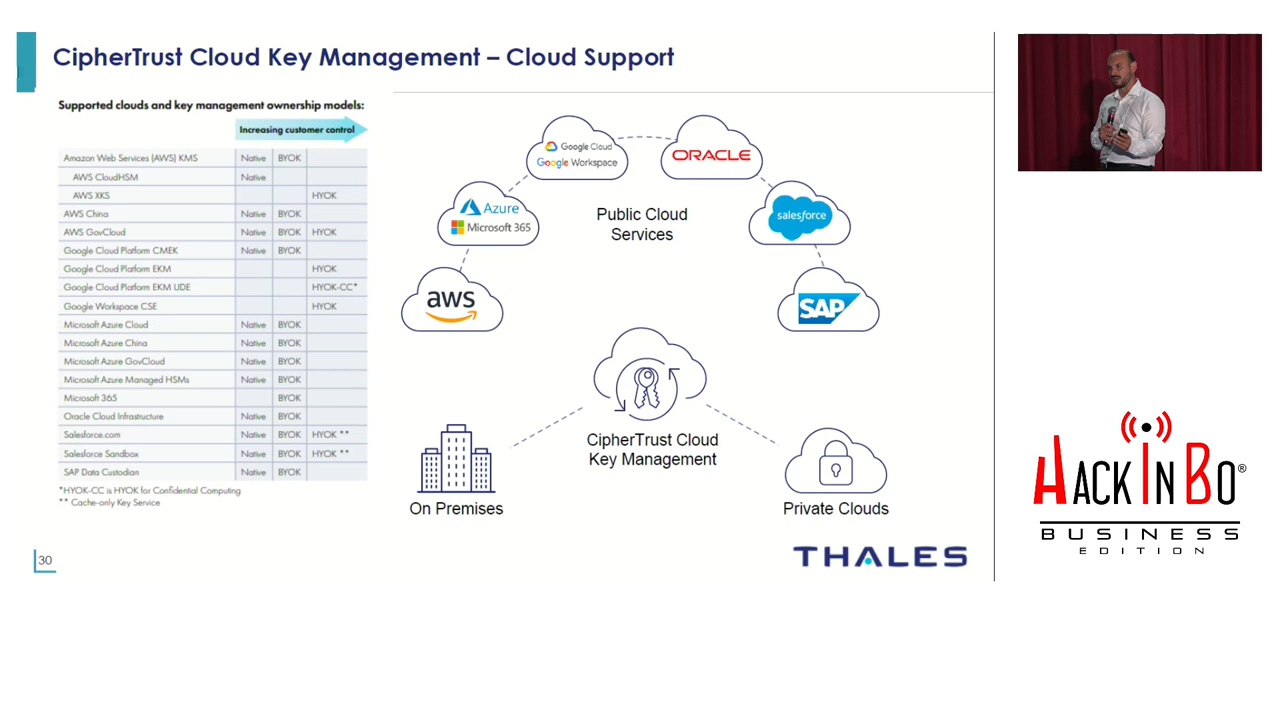 CipherTrust Cloud Key Management – Cloud Support
Supported clouds and key management ownership models:
Increasing customer control
Amazon Web Services (AWS) KMS Native BYOK
AWS CloudHSM Native
AWS XKS HYOK
AWS China Native BYOK
AWS GovCloud Native BYOK HYOK
Google Cloud Platform CMEK Native BYOK
Google Cloud Platform EKM HYOK
Google Cloud Platform EKM UDE HYOK-CC*
Google Workspace CSE HYOK
Microsoft Azure Cloud Native BYOK
Microsoft Azure China Native BYOK
Microsoft Azure GovCloud Native BYOK
Microsoft Azure Managed HSMs Native BYOK
Microsoft 365 BYOK
Oracle Cloud Infrastructure Native BYOK
Salesforce.com Native BYOK HYOK **
Salesforce Sandbox Native BYOK HYOK **
SAP Data Custodian Native BYOK
*HYOK-CC is HYOK for Confidential Computing
** Cache-only Key Service
30
Google Cloud
Google Workspace
ORACLE
Azure
Microsoft 365
Public Cloud
Services
salesforce
aws
SAP
CipherTrust Cloud
Key Management
On Premises
Private Clouds
THALES
HACKINBO®
BUSINESS
EDITION